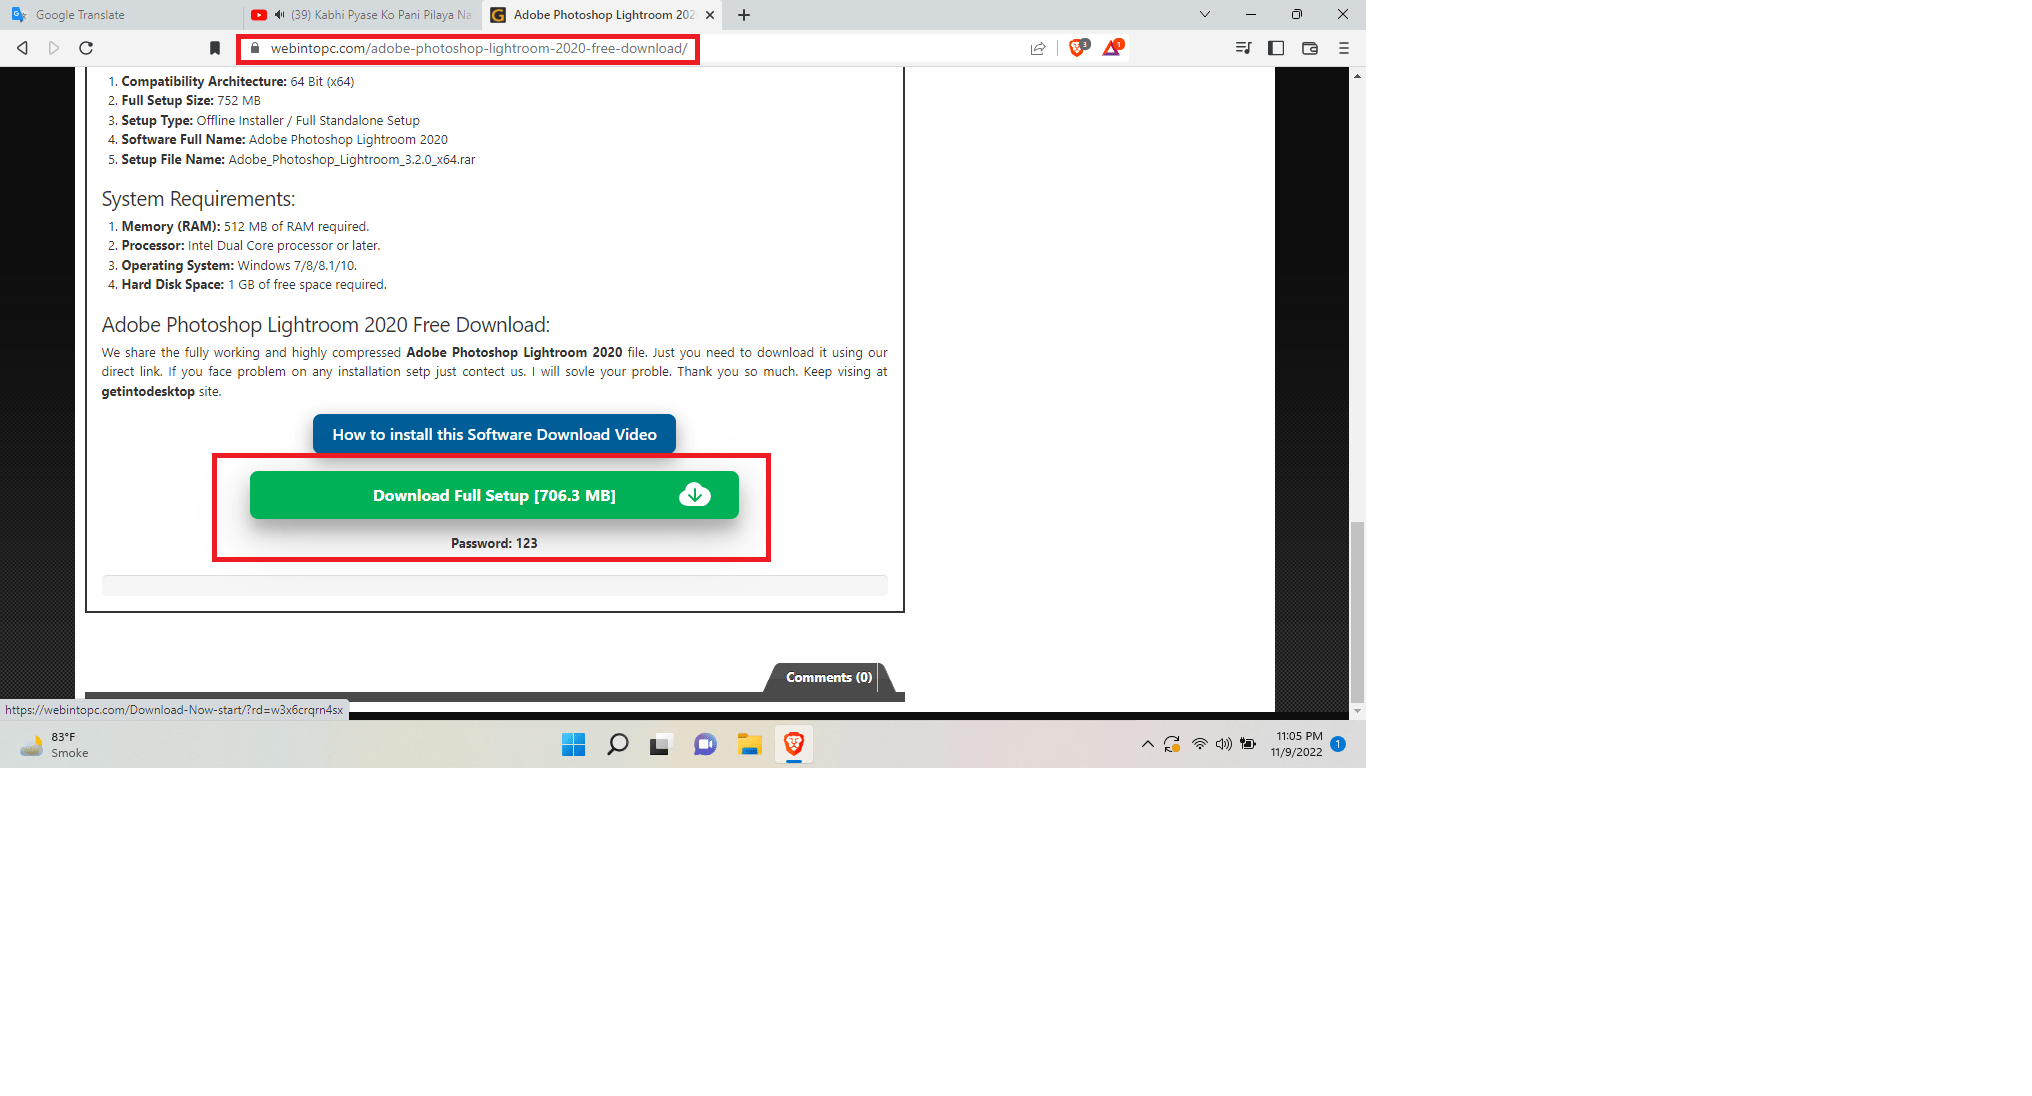 Google Translate
(39) Kabhi Pyase Ko Pani Pilaya Na
Adobe Photoshop Lightroom 202
webintopc.com/adobe-photoshop-lightroom-2020-free-download/
3
1
1. Compatibility Architecture: 64 Bit (x64)
2. Full Setup Size: 752 MB
3. Setup Type: Offline Installer / Full Standalone Setup
4. Software Full Name: Adobe Photoshop Lightroom 2020
5. Setup File Name: Adobe_Photoshop_Lightroom_3.2.0_x64.rar
System Requirements:
1. Memory (RAM): 512 MB of RAM required.
2. Processor: Intel Dual Core processor or later.
3. Operating System: Windows 7/8/8.1/10.
4. Hard Disk Space: 1 GB of free space required.
Adobe Photoshop Lightroom 2020 Free Download:
We share the fully working and highly compressed Adobe Photoshop Lightroom 2020 file. Just you need to download it using our
direct link. If you face problem on any installation setp just contect us. I will sovle your proble. Thank you so much. Keep vising at
getintodesktop site.
How to install this Software Download Video
Download Full Setup [706.3 MB]
Password: 123
Comments (0)
https://webintopc.com/Download-Now-start/?rd=w3x6crqrn4sx
83°F
Smoke
11:05 PM
11/9/2022
1